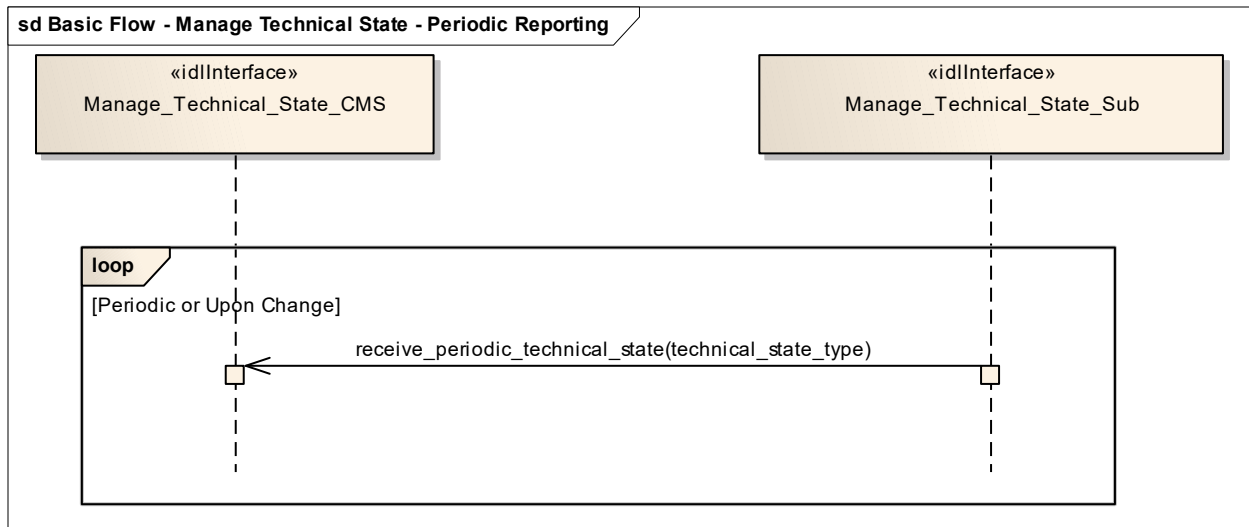 sd Basic Flow - Manage Technical State - Periodic Reporting
«idlInterface»
Manage_Technical_State_CMS
«idlInterface»
Manage_Technical_State_Sub
loop
[Periodic or Upon Change]
receive_periodic_technical_state(technical_state_type)